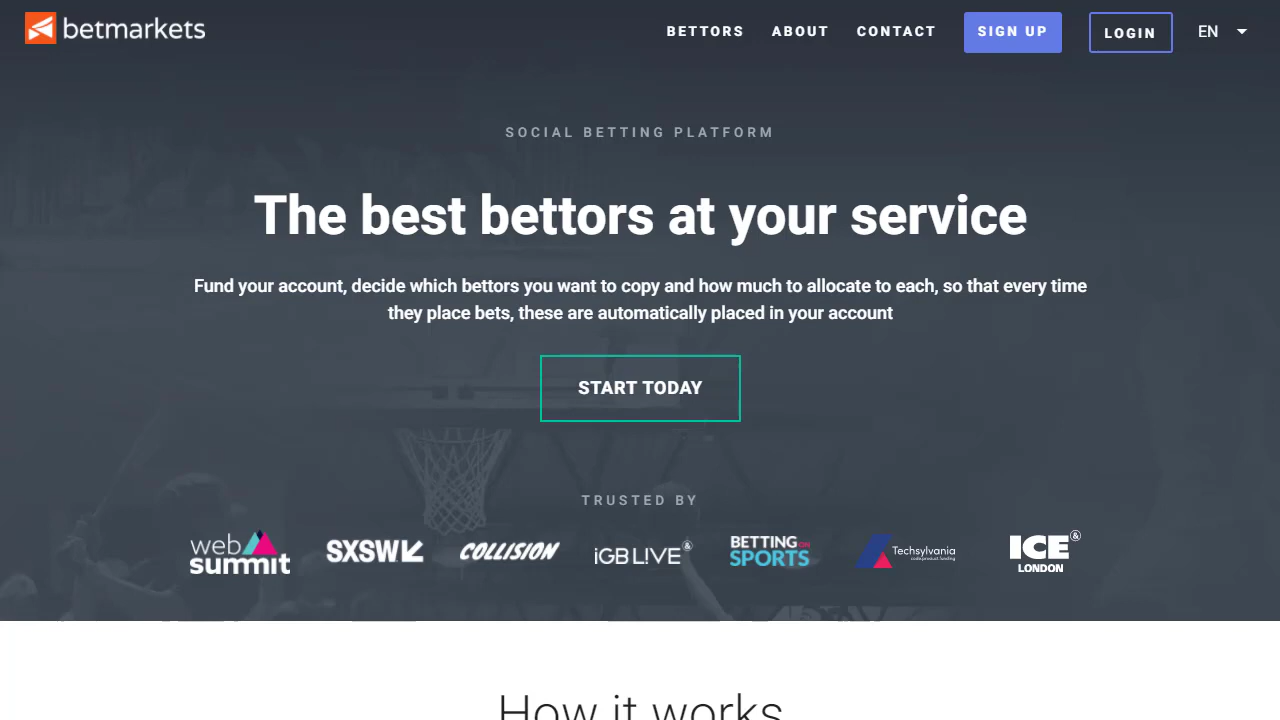 betmarkets
BETTORS
ABOUT
CONTACT
SIGN UP
LOGIN
EN
SOCIAL BETTING PLATFORM
The best bettors at your service
Fund your account, decide which bettors you want to copy and how much to allocate to each, so that every time
they place bets, these are automatically placed in your account
START TODAY
TRUSTED BY
web
summit
SXSW
COLLISION
iGB L!VE &
BETTING ON
SPORTS
Techsylvania
ICE &
LONDON
How it works